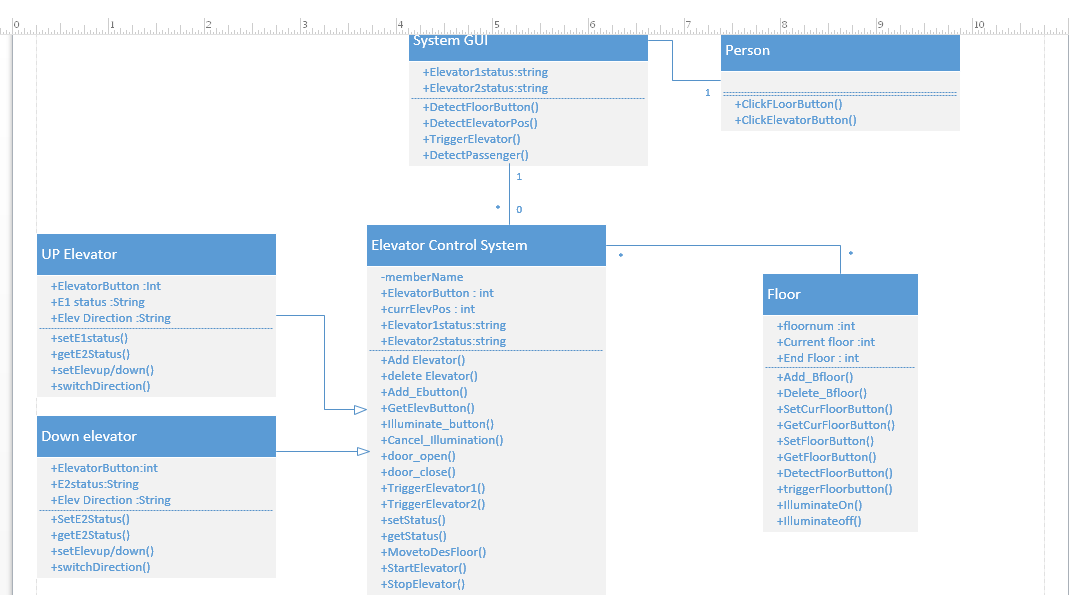 0 1 2 3 4 5 6 7 8 9 10
System GUI
+Elevator1status:string
+Elevator2status:string
+DetectFloorButton()
+DetectElevatorPos()
+TriggerElevator()
+DetectPassenger()
Person
1
+ClickFLoorButton()
+ClickElevatorButton()
1
* 0
UP Elevator
+ElevatorButton :Int
+E1 status :String
+Elev Direction :String
+setE1status()
+getE2Status()
+setElevup/down()
+switchDirection()
Down elevator
+ElevatorButton:int
+E2status:String
+Elev Direction :String
+SetE2Status()
+getE2Status()
+setElevup/down()
+switchDirection()
Elevator Control System
-memberName
+ElevatorButton : int
+currElevPos : int
+Elevator1status:string
+Elevator2status:string
+Add Elevator()
+delete Elevator()
+Add_Ebutton()
+GetElevButton()
+Illuminate_button()
+Cancel_Illumination()
+door_open()
+door_close()
+TriggerElevator1()
+TriggerElevator2()
+setStatus()
+getStatus()
+MovetoDesFloor()
+StartElevator()
+StopElevator()
* *
Floor
+floornum :int
+Current floor :int
+End Floor : int
+Add_Bfloor()
+Delete_Bfloor()
+SetCurFloorButton()
+GetCurFloorButton()
+SetFloorButton()
+GetFloorButton()
+DetectFloorButton()
+triggerFloorbutton()
+IlluminateOn()
+Illuminateoff()